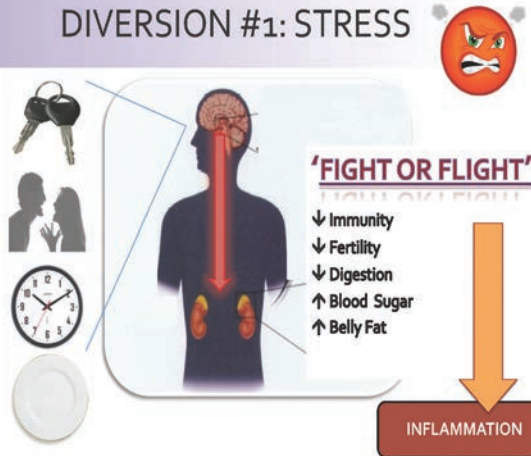 DIVERSION #1: STRESS
'FIGHT OR FLIGHT'
↓ Immunity
↓ Fertility
↓ Digestion
↑ Blood Sugar
↑ Belly Fat
INFLAMMATION